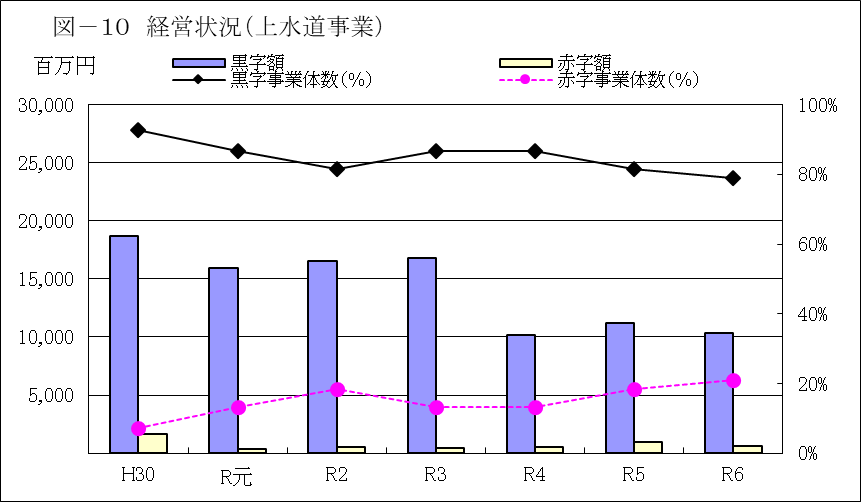 図－10　経営状況（上水道事業）
百万円
黒字額　赤字額
黒字事業体数（％）　赤字事業体数（％）
30,000　100%
25,000　80%
20,000　60%
15,000　40%
10,000　20%
5,000　0%
H30　R元　R2　R3　R4　R5　R6